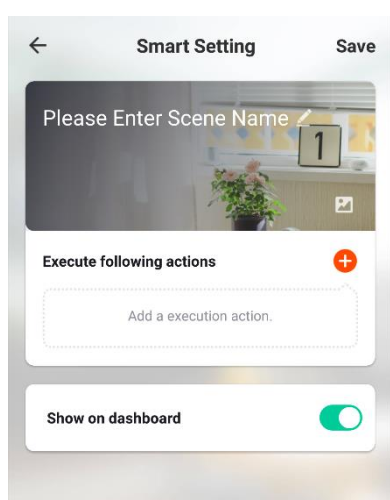 Smart Setting Save
Please Enter Scene Name
1
Execute following actions
Add a execution action.
Show on dashboard